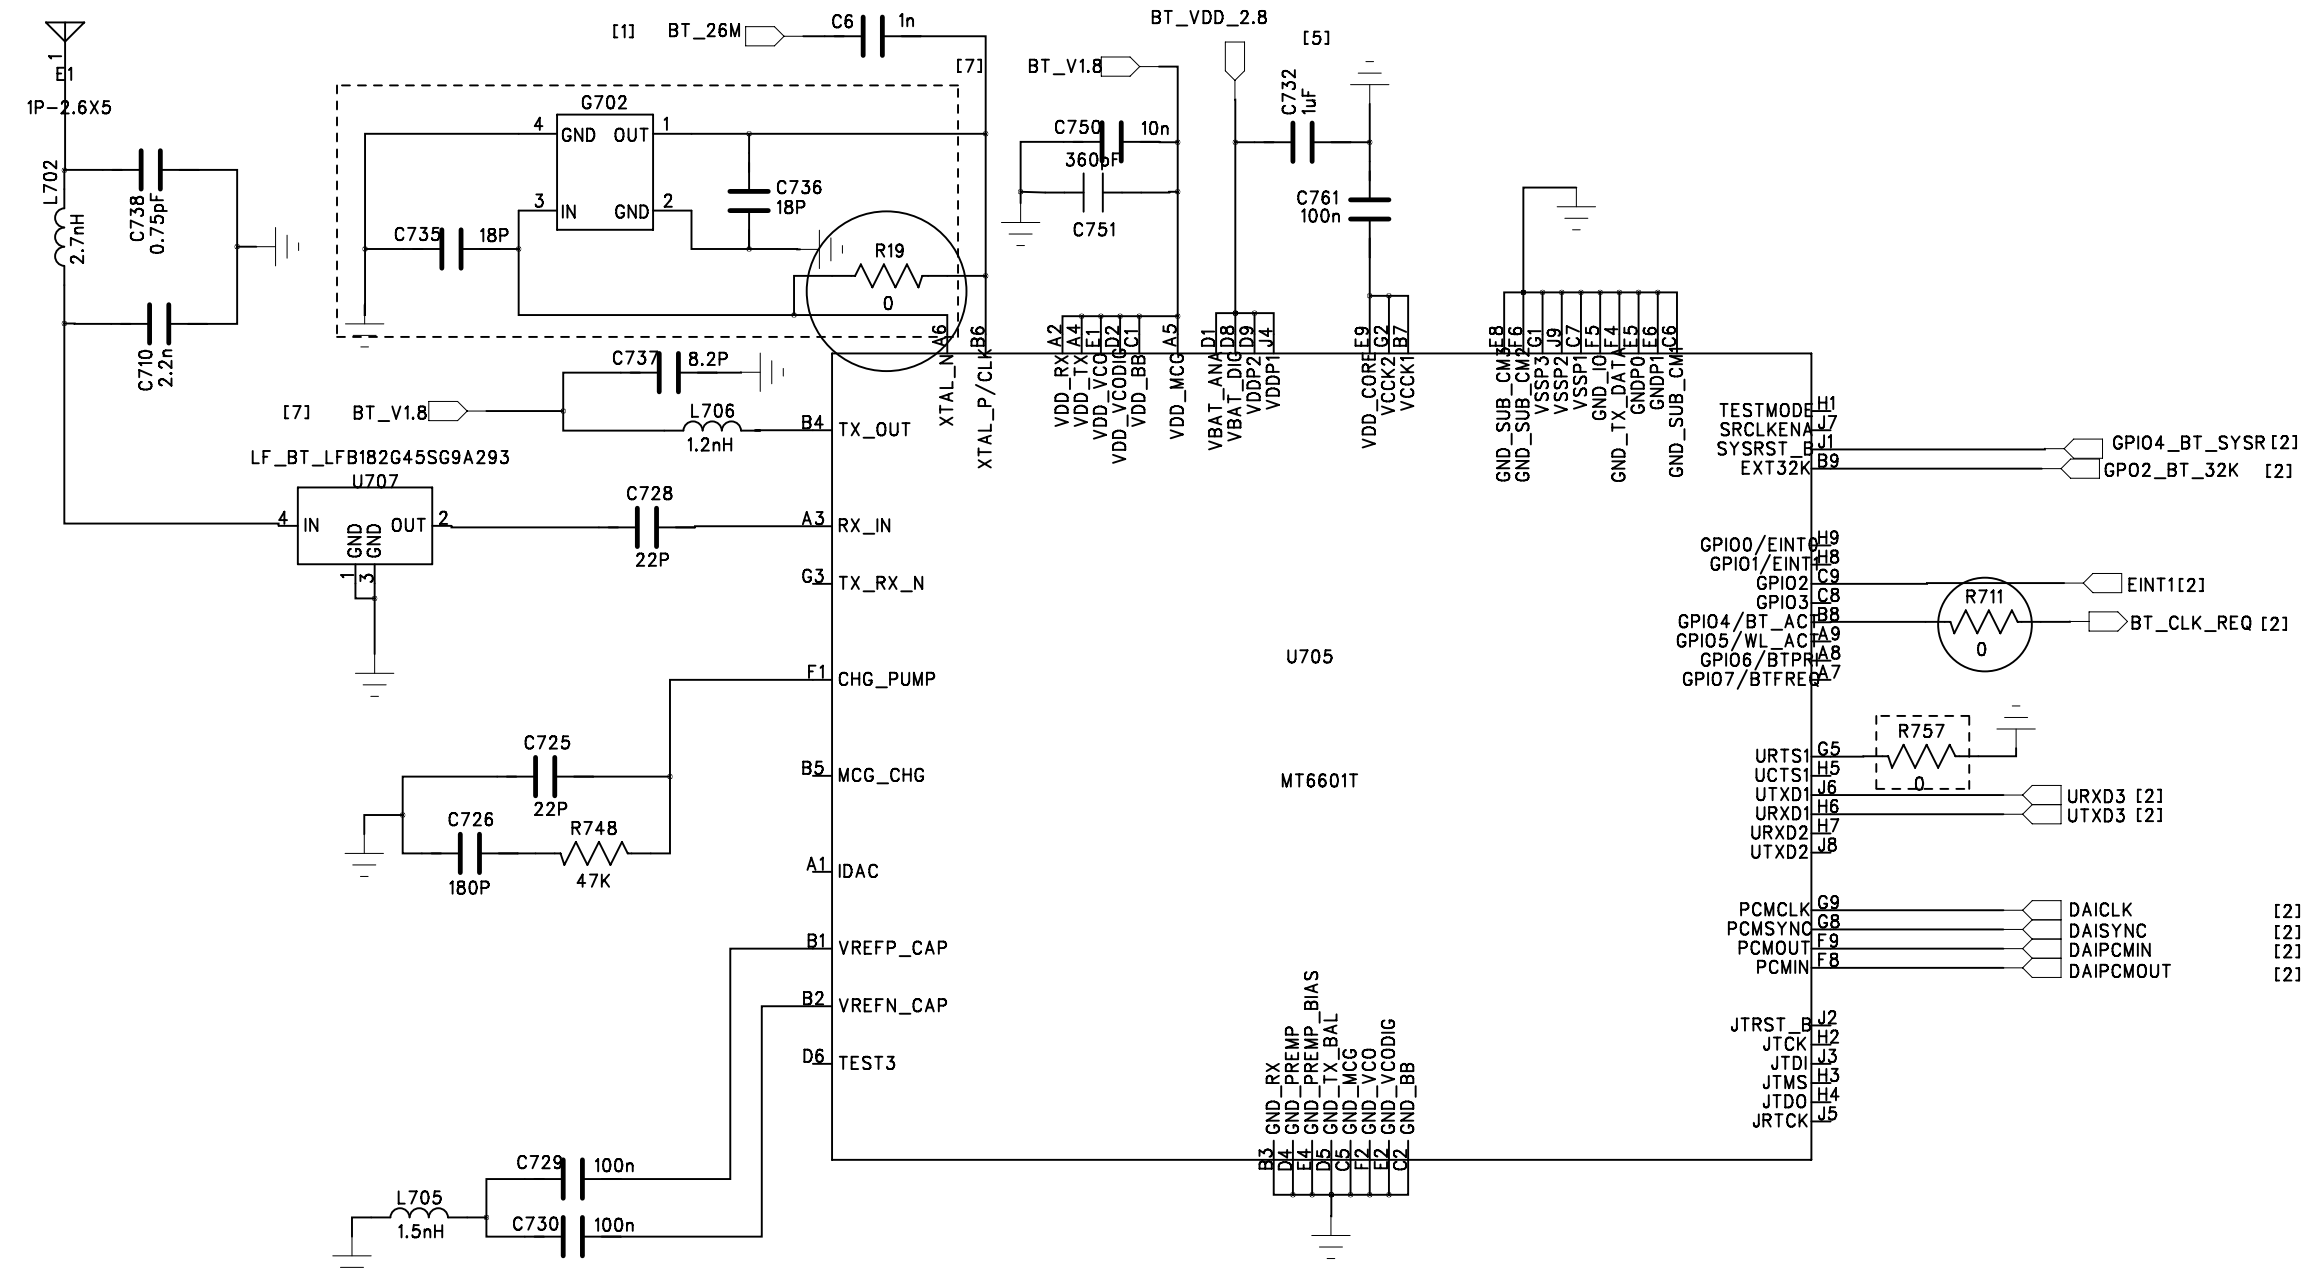 BT_VDD_2.8
[1] BT_26M C6 1n
[5]
[7] BT_V1.8
1
E1
1P-2.6X5
C732
1uF
G702
4 GND OUT 1
3 IN GND 2
C750 10n
360pF
C751
L702
2.7nH
C738
0.75pF
C736
18P
C735 18P
R19
0
C761
100n
C710
2.2n
A6
B6
A2
A4
E1
D2
C1
A5
D1
D8
D9
J4
E9
G2
B7
E8
F6
G1
J9
C7
F5
F4
E5
E6
C6
XTAL_N
XTAL_P/CLK
VDD_RX
VDD_TX
VDD_VCO
VDD_VCODIG
VDD_BB
VDD_MCG
VBAT_ANA
VBAT_DIG
VDDP2
VDDP1
VDD_CORE
VCCK2
VCCK1
GND_SUB_CM3
GND_SUB_CM2
VSSP3
VSSP2
VSSP1
GND_IO
GND_TX_DATA
GNDP0
GNDP1
GND_SUB_CM1
C737 8.2P
[7] BT_V1.8
L706
1.2nH
B4 TX_OUT
LF_BT_LFB182G45SG9A293
U707
4 IN OUT 2
GND
GND
1
3
C728
22P
A3 RX_IN
G3 TX_RX_N
F1 CHG_PUMP
C725
22P
B5 MCG_CHG
C726
180P
R748
47K
A1 IDAC
B1 VREFP_CAP
B2 VREFN_CAP
D6 TEST3
C729 100n
L705
1.5nH
C730 100n
U705
MT6601T
TESTMODE H1
SRCLKENA J7
SYSRST_B J1 GPIO4_BT_SYSR [2]
EXT32K B9 GPO2_BT_32K [2]
GPIO0/EINT0 H9
GPIO1/EINT1 H8
GPIO2 C9 EINT1[2]
GPIO3 C8
R711
GPIO4/BT_ACT B8 BT_CLK_REQ [2]
0
GPIO5/WL_ACT A9
GPIO6/BTPRI A8
GPIO7/BTFREQ A7
R757
0
URTS1 G5
UCTS1 H5
UTXD1 J6 URXD3 [2]
URXD1 H6 UTXD3 [2]
URXD2 H7
UTXD2 J8
PCMCLK G9 DAICLK [2]
PCMSYNC G8 DAISYNC [2]
PCMOUT F9 DAIPCMIN [2]
PCMIN F8 DAIPCMOUT [2]
JTRST_B J2
JTCK H2
JTDI J3
JTMS H3
JTDO H4
JRTCK J5
GND_RX
GND_PREMP
GND_PREMP_BIAS
GND_TX_BAL
GND_MCG
GND_VCO
GND_VCODIG
GND_BB
B3
D4
E4
D5
C5
F2
E2
C2